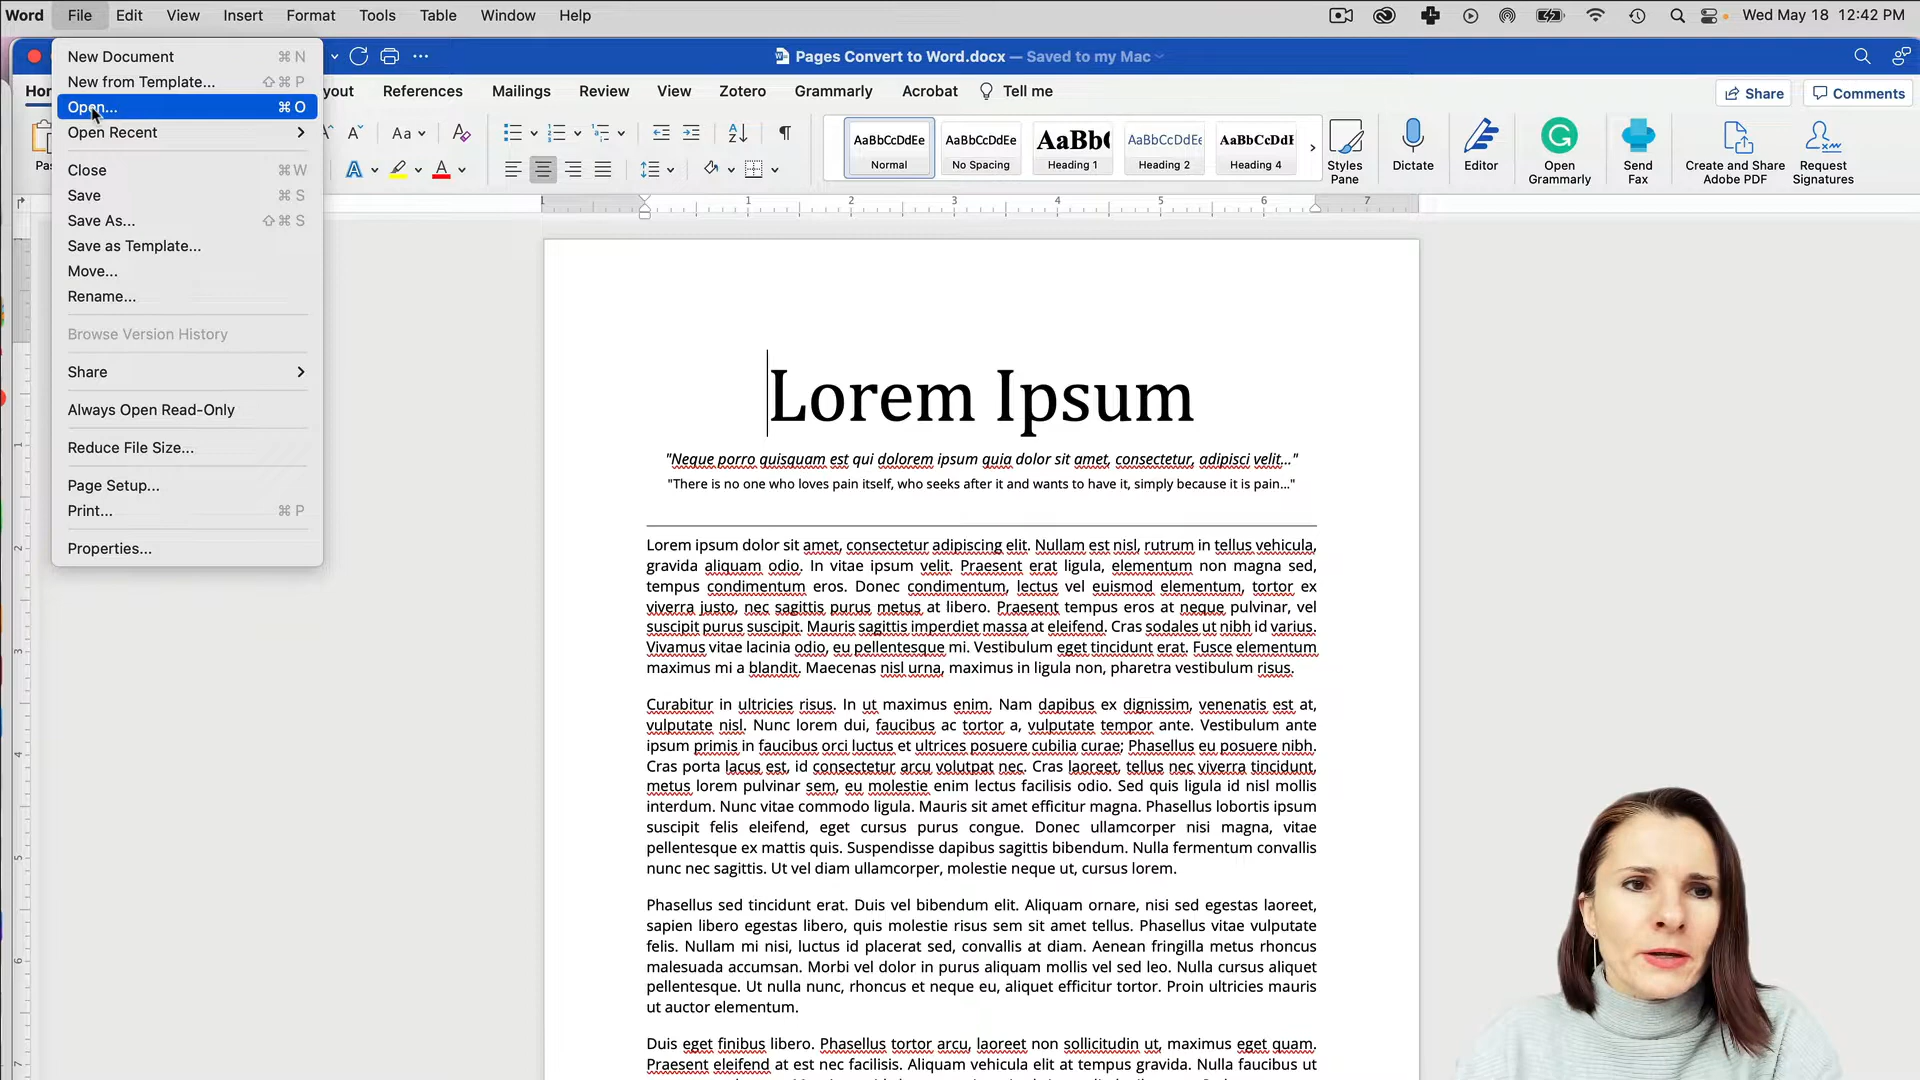 Word File Edit View Insert Format Tools Table Window Help Wed May 18 12:42 PM
Pages Convert to Word.docx — Saved to my Mac
New Document ⌘ N
New from Template... ⇧ ⌘ P
Open... ⌘ O
Open Recent
Close ⌘ W
Save ⌘ S
Save As... ⇧ ⌘ S
Save as Template...
Move...
Rename...
Browse Version History
Share
Always Open Read-Only
Reduce File Size...
Page Setup...
Print... ⌘ P
Properties...
References Mailings Review View Zotero Grammarly Acrobat Tell me Share Comments
Aa
AaBbCcDdEe AaBbCcDdEe AaBb AaBbCcDdEe AaBbCcDdE
Normal No Spacing Heading 1 Heading 2 Heading 4
Styles Pane
Dictate
Editor
Open Grammarly
Send Fax
Create and Share Adobe PDF
Request Signatures
1 1 2 3 4 5 6 7
1
2
3
4
5
6
7
Lorem Ipsum
"Neque porro quisquam est qui dolorem ipsum quia dolor sit amet, consectetur, adipisci velit..."
"There is no one who loves pain itself, who seeks after it and wants to have it, simply because it is pain..."
Lorem ipsum dolor sit amet, consectetur adipiscing elit. Nullam est nisl, rutrum in tellus vehicula,
gravida aliquam odio. In vitae ipsum velit. Praesent erat ligula, elementum non magna sed,
tempus condimentum eros. Donec condimentum, lectus vel euismod elementum, tortor ex
viverra justo, nec sagittis purus metus at libero. Praesent tempus eros at neque pulvinar, vel
suscipit purus suscipit. Mauris sagittis imperdiet massa at eleifend. Cras sodales ut nibh id varius.
Vivamus vitae lacinia odio, eu pellentesque mi. Vestibulum eget tincidunt erat. Fusce elementum
maximus mi a blandit. Maecenas nisl urna, maximus in ligula non, pharetra vestibulum risus.
Curabitur in ultricies risus. In ut maximus enim. Nam dapibus ex dignissim, venenatis est at,
vulputate nisl. Nunc lorem dui, faucibus ac tortor a, vulputate tempor ante. Vestibulum ante
ipsum primis in faucibus orci luctus et ultrices posuere cubilia curae; Phasellus eu posuere nibh.
Cras porta lacus est, id consectetur arcu volutpat nec. Cras laoreet, tellus nec viverra tincidunt,
metus lorem pulvinar sem, eu molestie enim lectus facilisis odio. Sed quis ligula id nisl mollis
interdum. Nunc vitae commodo ligula. Mauris sit amet efficitur magna. Phasellus lobortis ipsum
suscipit felis eleifend, eget cursus purus congue. Donec ullamcorper nisi magna, vitae
pellentesque ex mattis quis. Suspendisse dapibus sagittis bibendum. Nulla fermentum convallis
nunc nec sagittis. Ut vel diam ullamcorper, molestie neque ut, cursus lorem.
Phasellus sed tincidunt erat. Duis vel bibendum elit. Aliquam ornare, nisi sed egestas laoreet,
sapien libero egestas libero, quis molestie risus sem sit amet tellus. Phasellus vitae vulputate
felis. Nullam mi nisi, luctus id placerat sed, convallis at diam. Aenean fringilla metus rhoncus
malesuada accumsan. Morbi vel dolor in purus aliquam mollis vel sed leo. Nulla cursus aliquet
pellentesque. Ut nulla nunc, rhoncus et neque eu, aliquet efficitur tortor. Proin ultricies mauris
ut auctor elementum.
Duis eget finibus libero. Phasellus tortor arcu, laoreet non sollicitudin ut, maximus eget quam.
Praesent eleifend at est nec facilisis. Aliquam vehicula elit at tempus gravida. Nulla faucibus ut